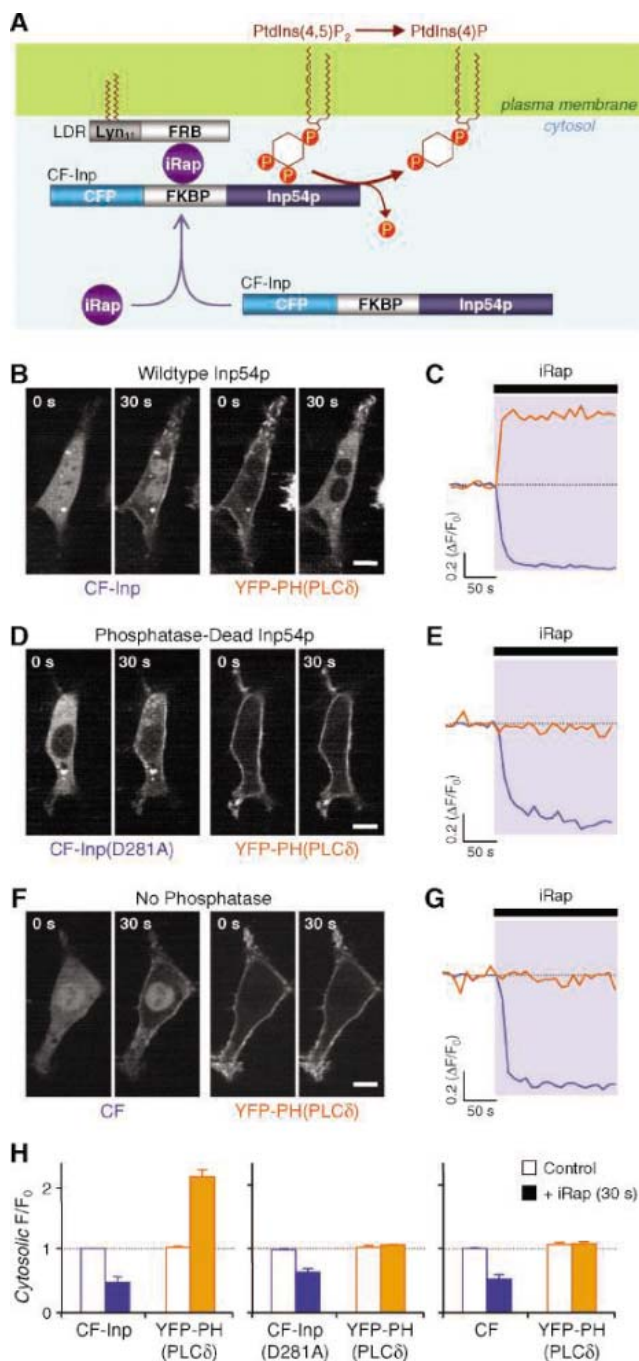 A
PtdIns(4,5)P2 PtdIns(4)P
plasma membrane
cytosol
LDR Lyn11 FRB
P P
iRap
P P P
CF-Inp
CFP FKBP Inp54p
P
CF-Inp
iRap
CFP FKBP Inp54p
B Wildtype Inp54p C iRap
0 s 30 s 0 s 30 s
0.2 (ΔF/F0)
50 s
CF-Inp YFP-PH(PLCδ)
D Phosphatase-Dead Inp54p E iRap
0 s 30 s 0 s 30 s
0.2 (ΔF/F0)
50 s
CF-Inp(D281A) YFP-PH(PLCδ)
F No Phosphatase G iRap
0 s 30 s 0 s 30 s
0.2 (ΔF/F0)
50 s
CF YFP-PH(PLCδ)
H
Control
+ iRap (30 s)
Cytosolic F/F0
2
1
0
CF-Inp YFP-PH (PLCδ) CF-Inp (D281A) YFP-PH (PLCδ) CF YFP-PH (PLCδ)